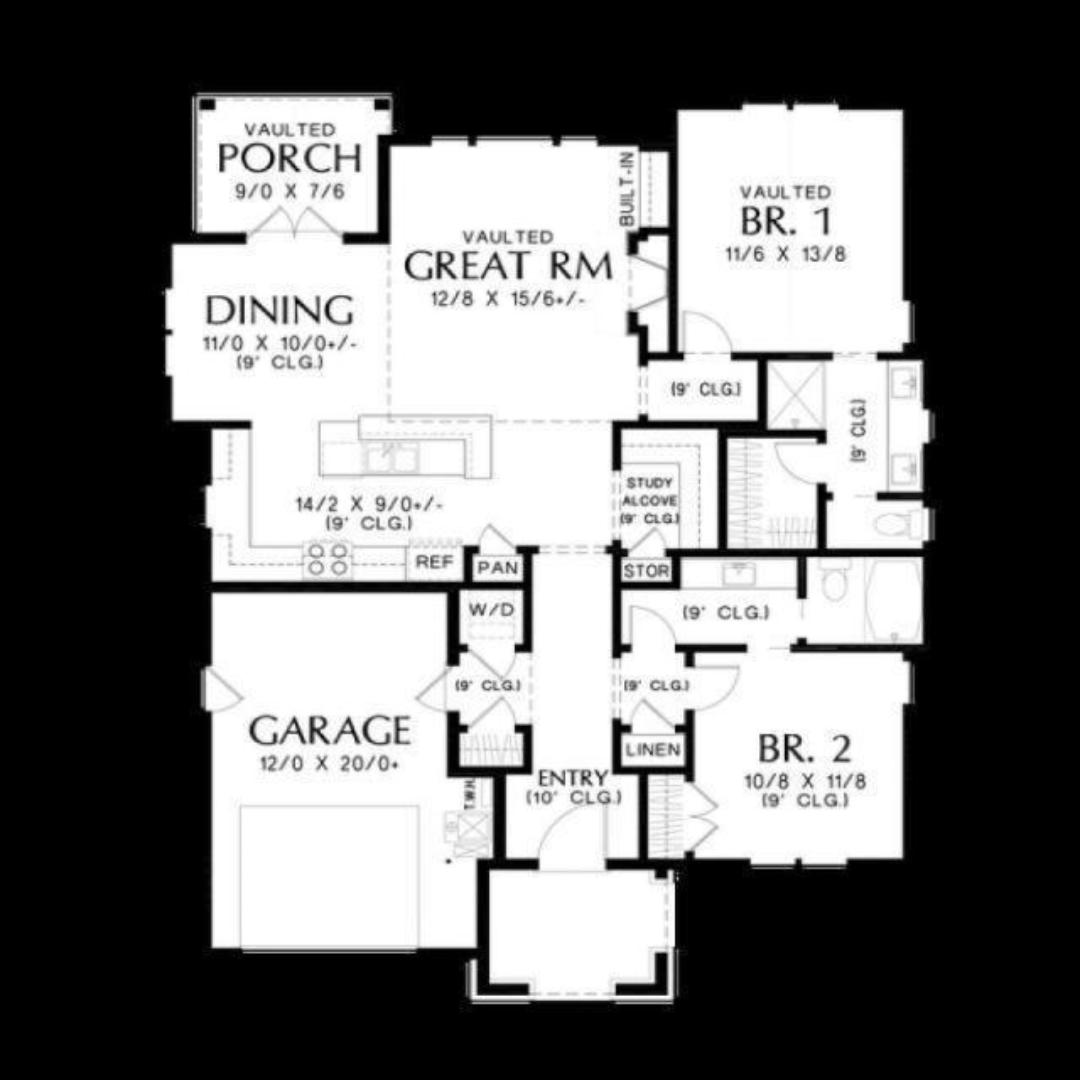 VAULTED
PORCH
9/0 X 7/6
BUILT-IN
VAULTED
BR. 1
11/6 X 13/8
VAULTED
GREAT RM
12/8 X 15/6+/-
DINING
11/0 X 10/0+/-
(9' CLG.)
(9' CLG.)
(9' CLG.)
STUDY
ALCOVE
(9' CLG.)
14/2 X 9/0+/-
(9' CLG.)
REF
PAN
STOR
W/D
(9' CLG.)
(9' CLG.)
(9' CLG.)
GARAGE
12/0 X 20/0+
LINEN
BR. 2
10/8 X 11/8
(9' CLG.)
ENTRY
(10' CLG.)
T.W.H.